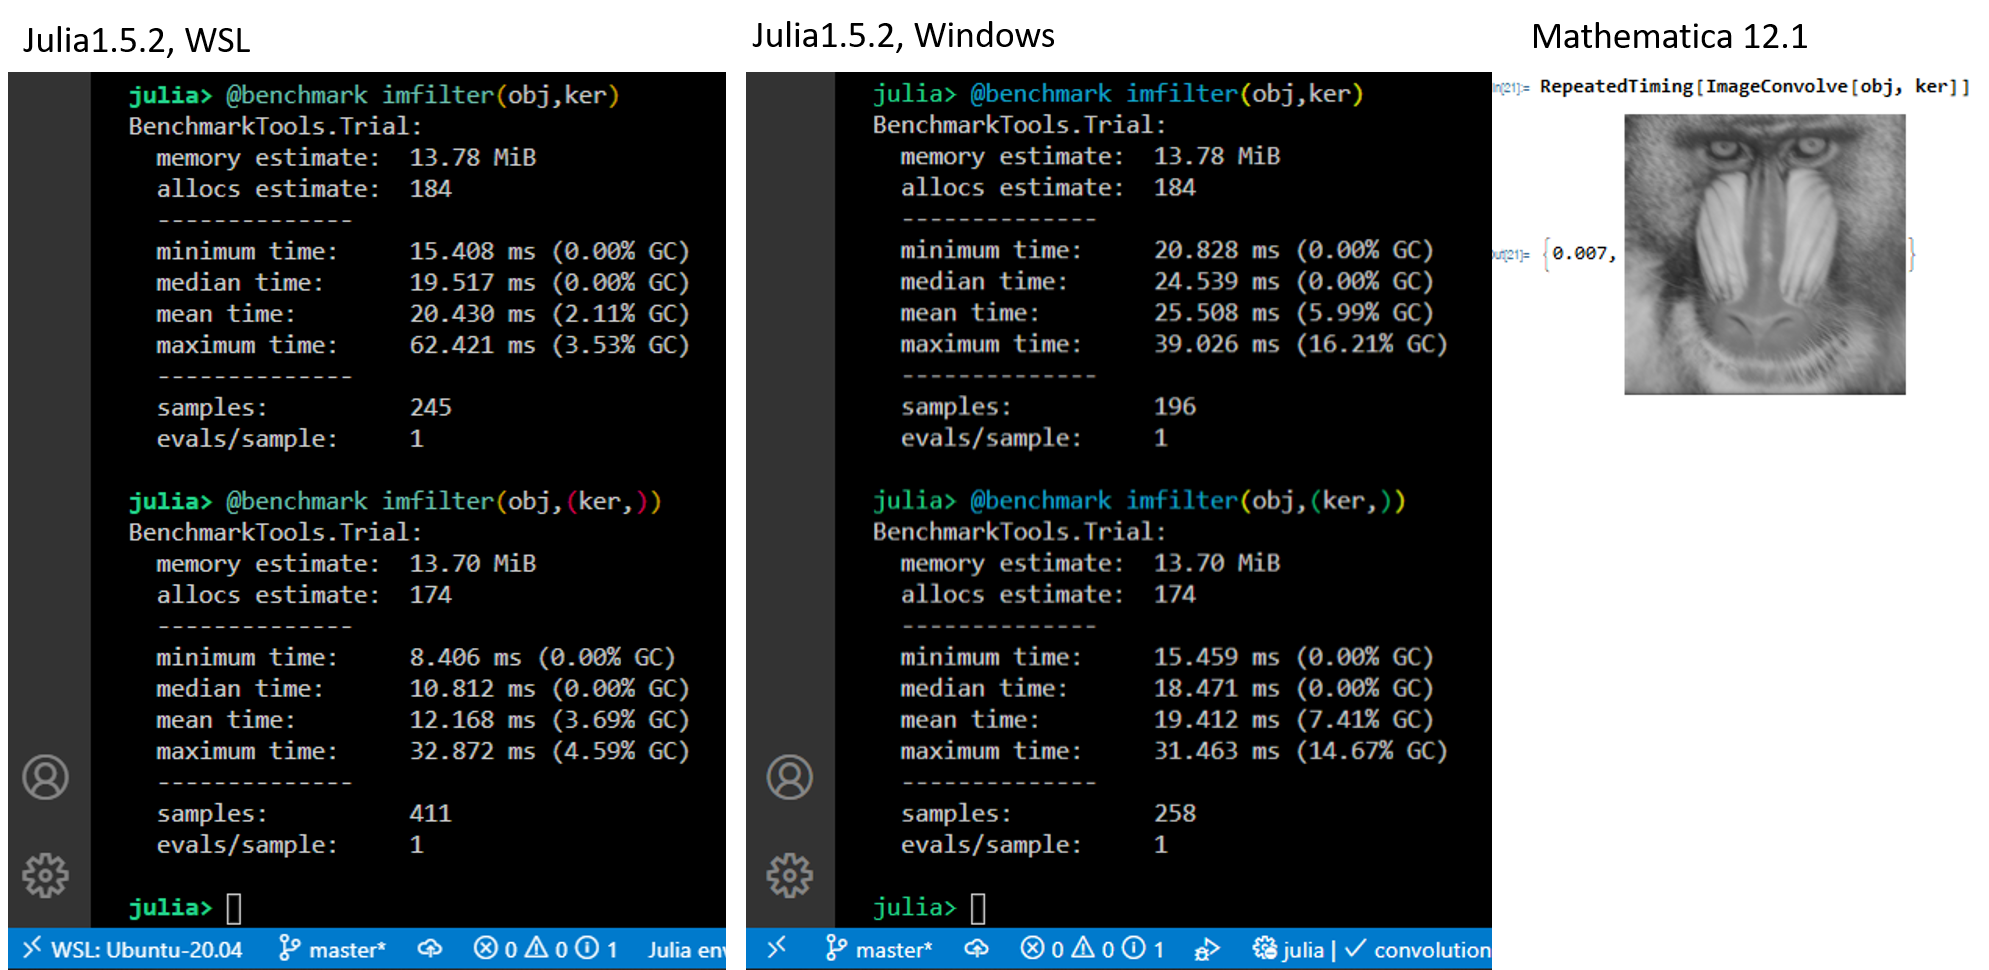 Julia1.5.2, WSL
julia> @benchmark imfilter(obj,ker)
BenchmarkTools.Trial:
memory estimate: 13.78 MiB
allocs estimate: 184
--------------
minimum time: 15.408 ms (0.00% GC)
median time: 19.517 ms (0.00% GC)
mean time: 20.430 ms (2.11% GC)
maximum time: 62.421 ms (3.53% GC)
--------------
samples: 245
evals/sample: 1
julia> @benchmark imfilter(obj,(ker,))
BenchmarkTools.Trial:
memory estimate: 13.70 MiB
allocs estimate: 174
--------------
minimum time: 8.406 ms (0.00% GC)
median time: 10.812 ms (0.00% GC)
mean time: 12.168 ms (3.69% GC)
maximum time: 32.872 ms (4.59% GC)
--------------
samples: 411
evals/sample: 1
julia>
WSL: Ubuntu-20.04 master* 0 0 1 Julia en
Julia1.5.2, Windows
julia> @benchmark imfilter(obj,ker)
BenchmarkTools.Trial:
memory estimate: 13.78 MiB
allocs estimate: 184
--------------
minimum time: 20.828 ms (0.00% GC)
median time: 24.539 ms (0.00% GC)
mean time: 25.508 ms (5.99% GC)
maximum time: 39.026 ms (16.21% GC)
--------------
samples: 196
evals/sample: 1
julia> @benchmark imfilter(obj,(ker,))
BenchmarkTools.Trial:
memory estimate: 13.70 MiB
allocs estimate: 174
--------------
minimum time: 15.459 ms (0.00% GC)
median time: 18.471 ms (0.00% GC)
mean time: 19.412 ms (7.41% GC)
maximum time: 31.463 ms (14.67% GC)
--------------
samples: 258
evals/sample: 1
julia>
master* 0 0 1 julia | ✓ convolution
Mathematica 12.1
In[21]:= RepeatedTiming[ImageConvolve[obj, ker]]
Out[21]= {0.007, }